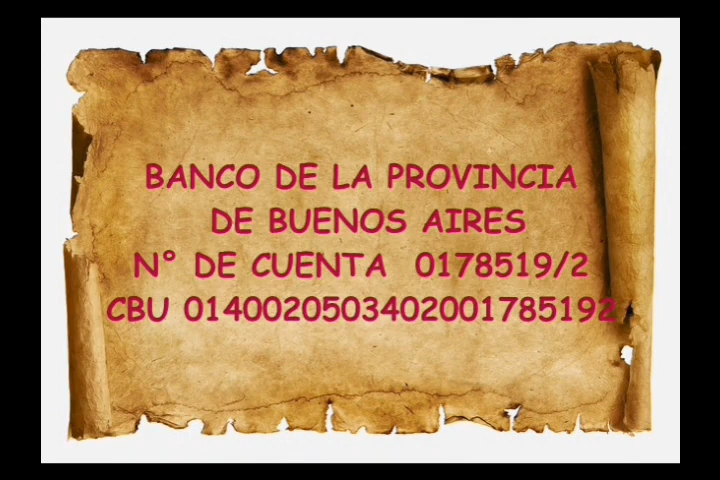 BANCO DE LA PROVINCIA
DE BUENOS AIRES
N° DE CUENTA 0178519/2
CBU 0140020503402001785192